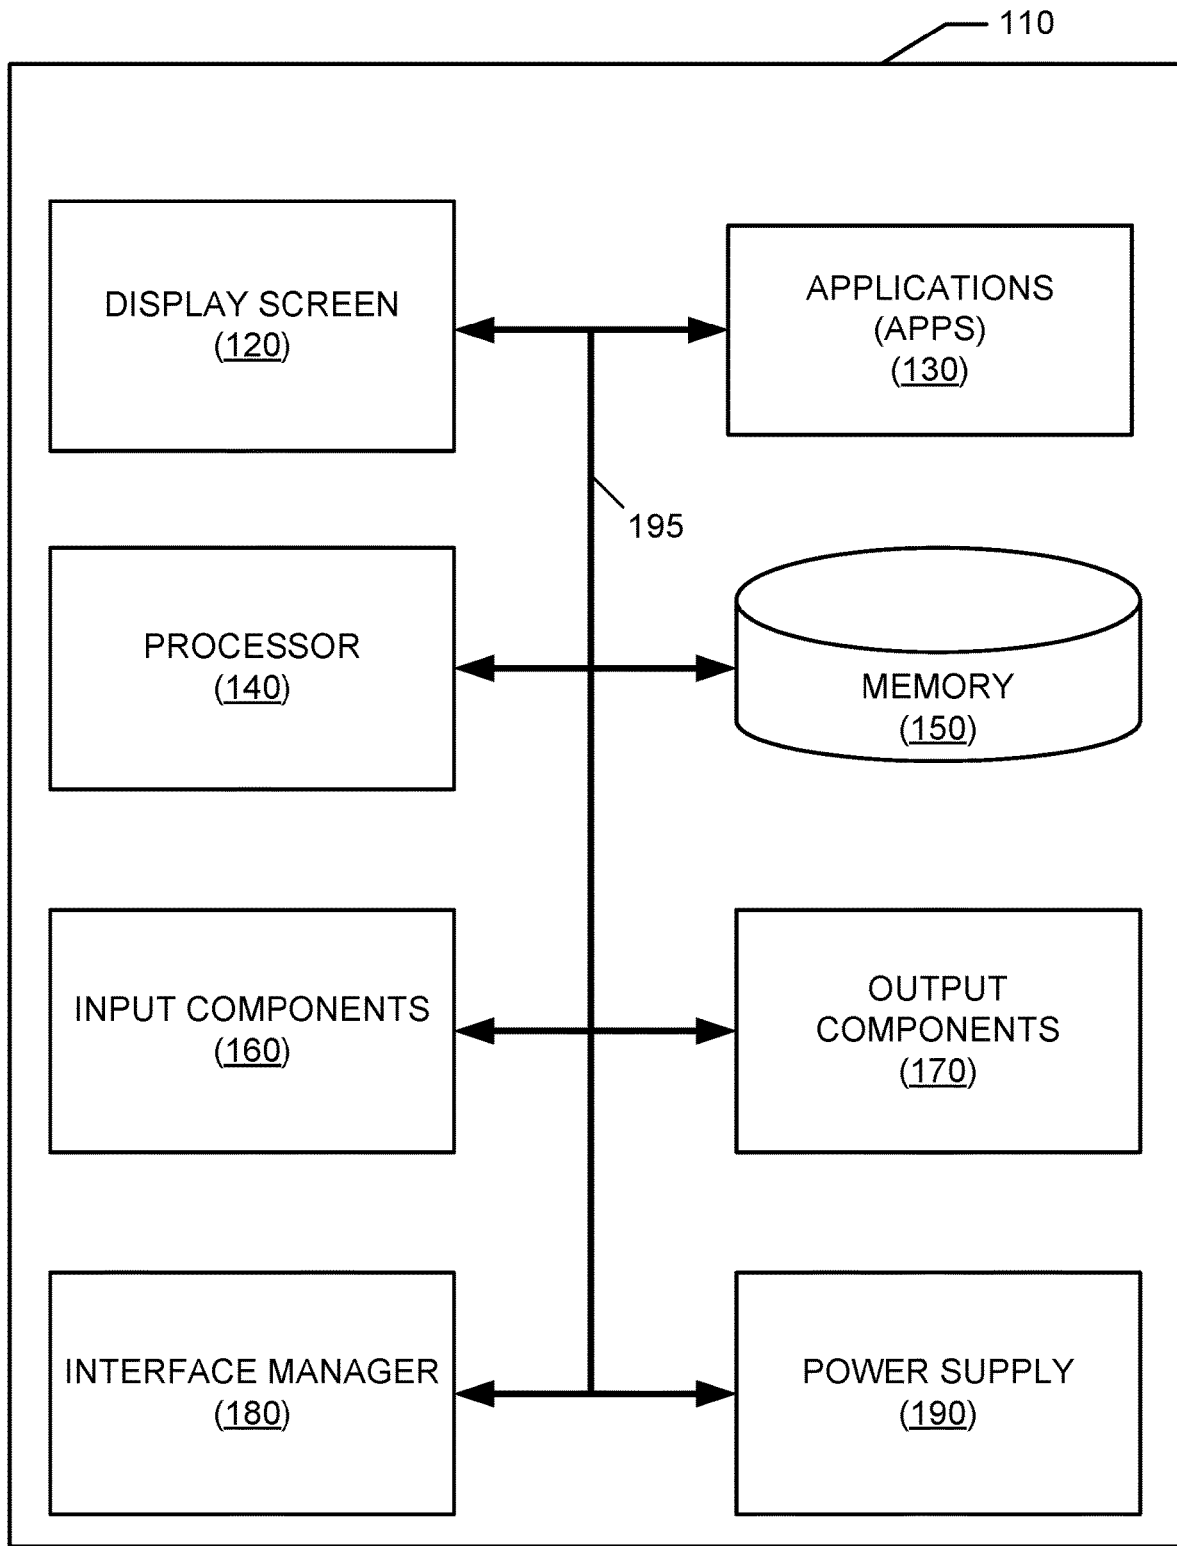 110
DISPLAY SCREEN
(120)
APPLICATIONS
(APPS)
(130)
195
PROCESSOR
(140)
MEMORY
(150)
INPUT COMPONENTS
(160)
OUTPUT
COMPONENTS
(170)
INTERFACE MANAGER
(180)
POWER SUPPLY
(190)